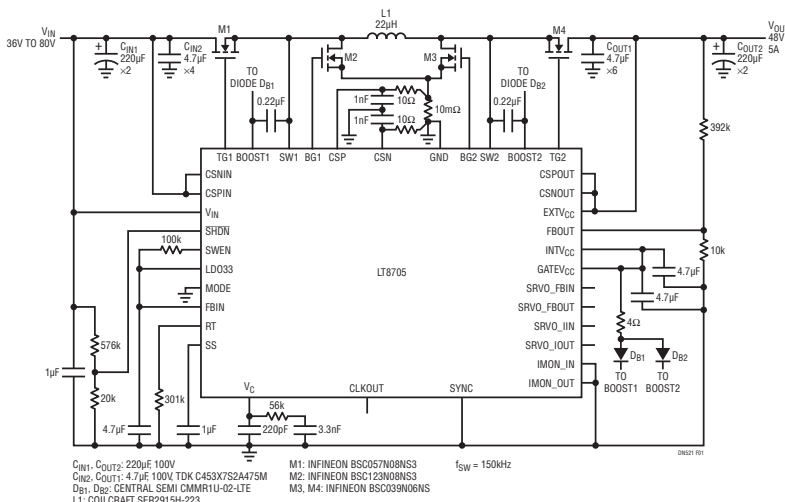 L1
22µH
M1
M4
M2
M3
VIN
36V TO 80V
VOU
48V
5A
CIN1
220µF
×2
CIN2
4.7µF
×4
COUT1
4.7µF
×6
COUT2
220µF
×2
TO
DIODE DB1
0.22µF
1nF
10Ω
1nF
10Ω
10mΩ
TO
DIODE DB2
0.22µF
392k
TG1 BOOST1 SW1 BG1 CSP CSN GND BG2 SW2 BOOST2 TG2
CSNIN
CSPIN
VIN
SHDN
SWEN
LDO33
MODE
FBIN
RT
SS
LT8705
CSPOUT
CSNOUT
EXTVCC
FBOUT
INTVCC
GATEVCC
SRVO_FBIN
SRVO_FBOUT
SRVO_IIN
SRVO_IOUT
IMON_IN
IMON_OUT
VC CLKOUT SYNC
100k
576k
1µF
20k
4.7µF
301k
1µF
56k
220pF
3.3nF
10k
4.7µF
4.7µF
4Ω
DB1
DB2
TO
BOOST1
TO
BOOST2
DN521 F01
CIN1, COUT2: 220µF, 100V
CIN2, COUT1: 4.7µF, 100V, TDK C453X7S2A475M
DB1, DB2: CENTRAL SEMI CMMR1U-02-LTE
L1: COILCRAFT SER2915H-223
M1: INFINEON BSC057N08NS3
M2: INFINEON BSC123N08NS3
M3, M4: INFINEON BSC039N06NS
fSW = 150kHz